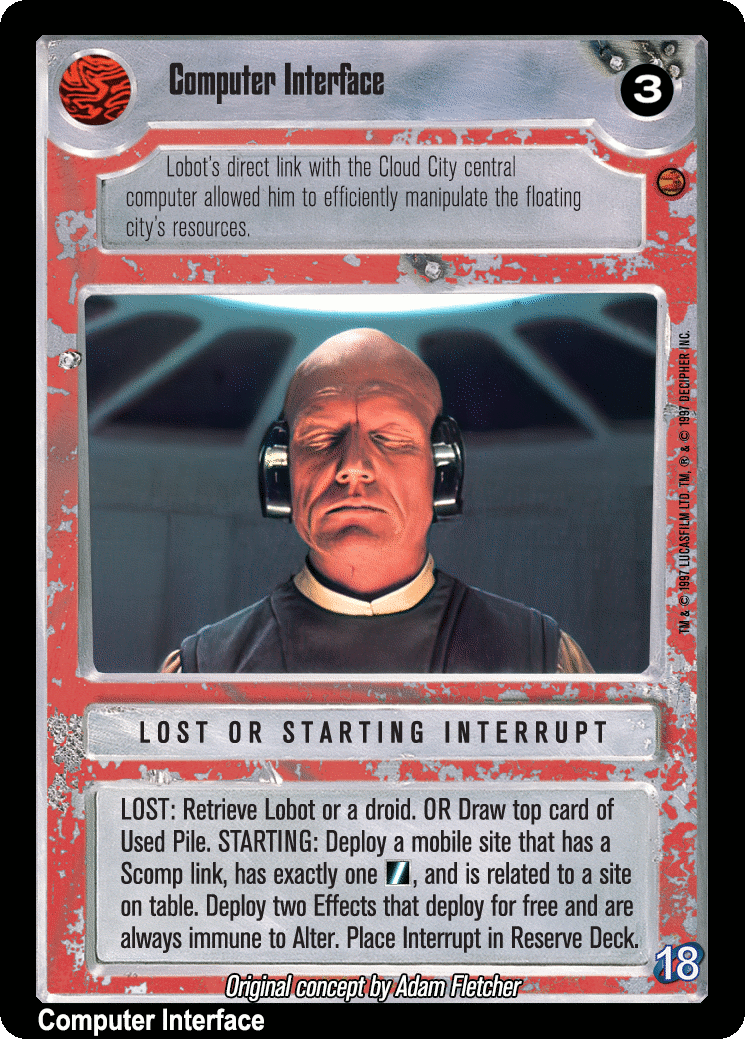 Computer Interface
3
Lobot's direct link with the Cloud City central
computer allowed him to efficiently manipulate the floating
city's resources.
TM & © 1997 LUCASFILM LTD. TM, ® & © 1997 DECIPHER INC.
LOST OR STARTING INTERRUPT
LOST: Retrieve Lobot or a droid. OR Draw top card of
Used Pile. STARTING: Deploy a mobile site that has a
Scomp link, has exactly one , and is related to a site
on table. Deploy two Effects that deploy for free and are
always immune to Alter. Place Interrupt in Reserve Deck.
18
Original concept by Adam Fletcher
Computer Interface